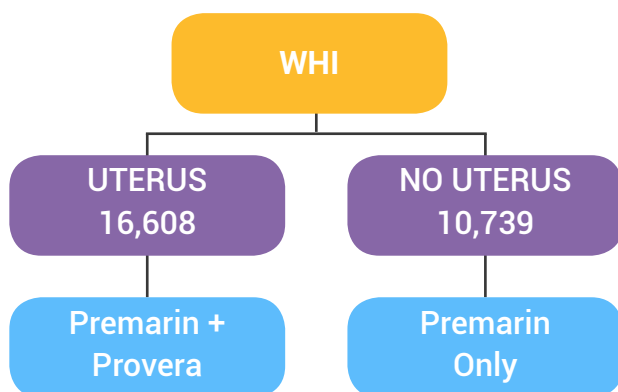 WHI
UTERUS
16,608
NO UTERUS
10,739
Premarin +
Provera
Premarin
Only